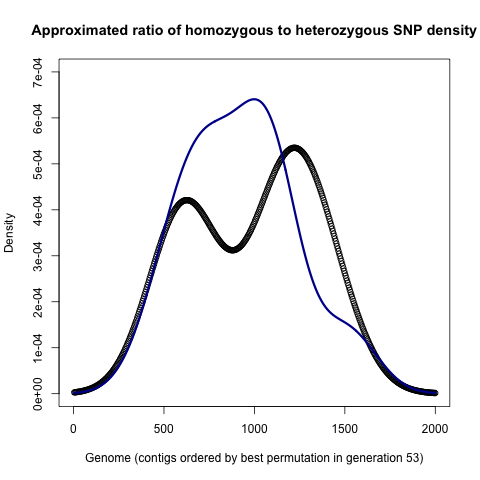 Approximated ratio of homozygous to heterozygous SNP density
7e-04
6e-04
5e-04
4e-04
3e-04
2e-04
1e-04
0e+00
Density
0 500 1000 1500 2000
Genome (contigs ordered by best permutation in generation 53)